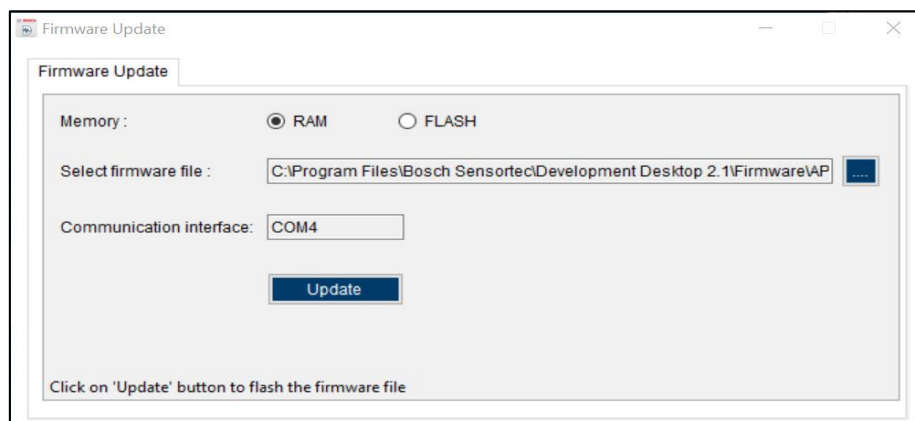 Firmware Update
Firmware Update
Memory : RAM FLASH
Select firmware file : C:\Program Files\Bosch Sensortec\Development Desktop 2.1\Firmware\AP ....
Communication interface: COM4
Update
Click on 'Update' button to flash the firmware file